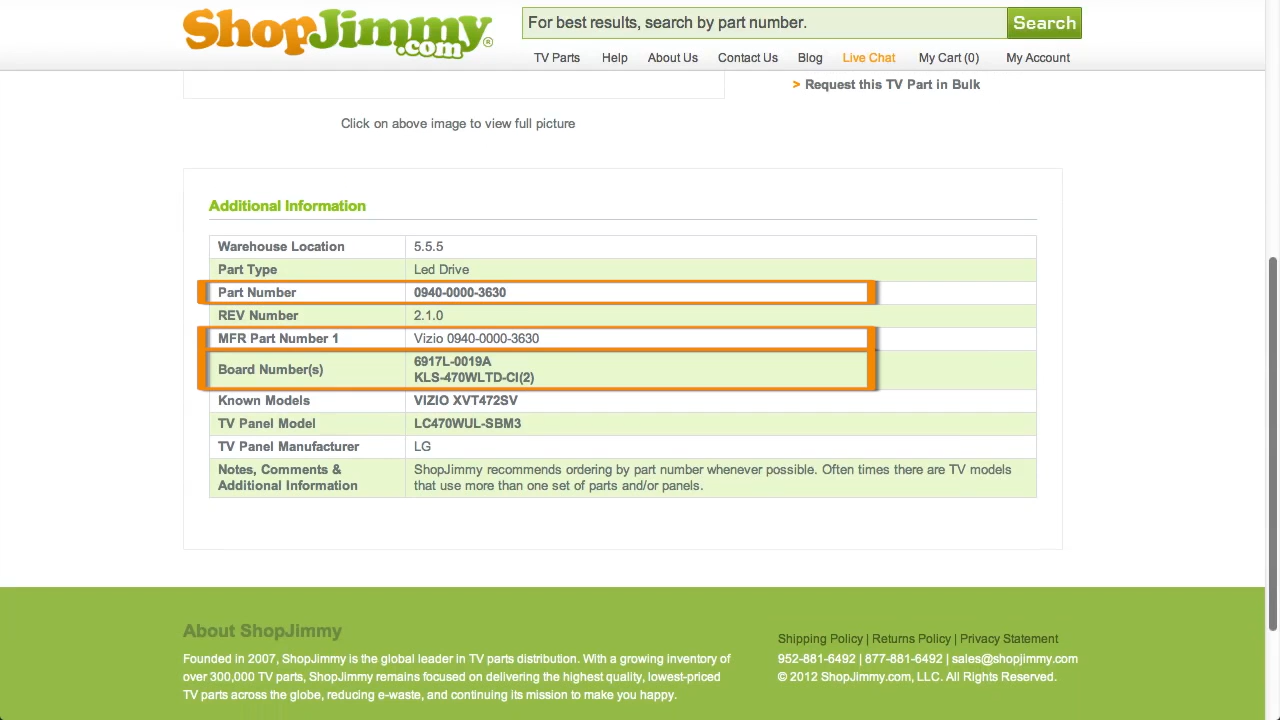 ShopJimmy.com®
For best results, search by part number.
Search
TV Parts Help About Us Contact Us Blog Live Chat My Cart (0) My Account
> Request this TV Part in Bulk
Click on above image to view full picture
Additional Information
Warehouse Location 5.5.5
Part Type Led Drive
Part Number 0940-0000-3630
REV Number 2.1.0
MFR Part Number 1 Vizio 0940-0000-3630
Board Number(s) 6917L-0019A
KLS-470WLTD-CI(2)
Known Models VIZIO XVT472SV
TV Panel Model LC470WUL-SBM3
TV Panel Manufacturer LG
Notes, Comments & ShopJimmy recommends ordering by part number whenever possible. Often times there are TV models
Additional Information that use more than one set of parts and/or panels.
About ShopJimmy
Founded in 2007, ShopJimmy is the global leader in TV parts distribution. With a growing inventory of
over 300,000 TV parts, ShopJimmy remains focused on delivering the highest quality, lowest-priced
TV parts across the globe, reducing e-waste, and continuing its mission to make you happy.
Shipping Policy | Returns Policy | Privacy Statement
952-881-6492 | 877-881-6492 | sales@shopjimmy.com
© 2012 ShopJimmy.com, LLC. All Rights Reserved.